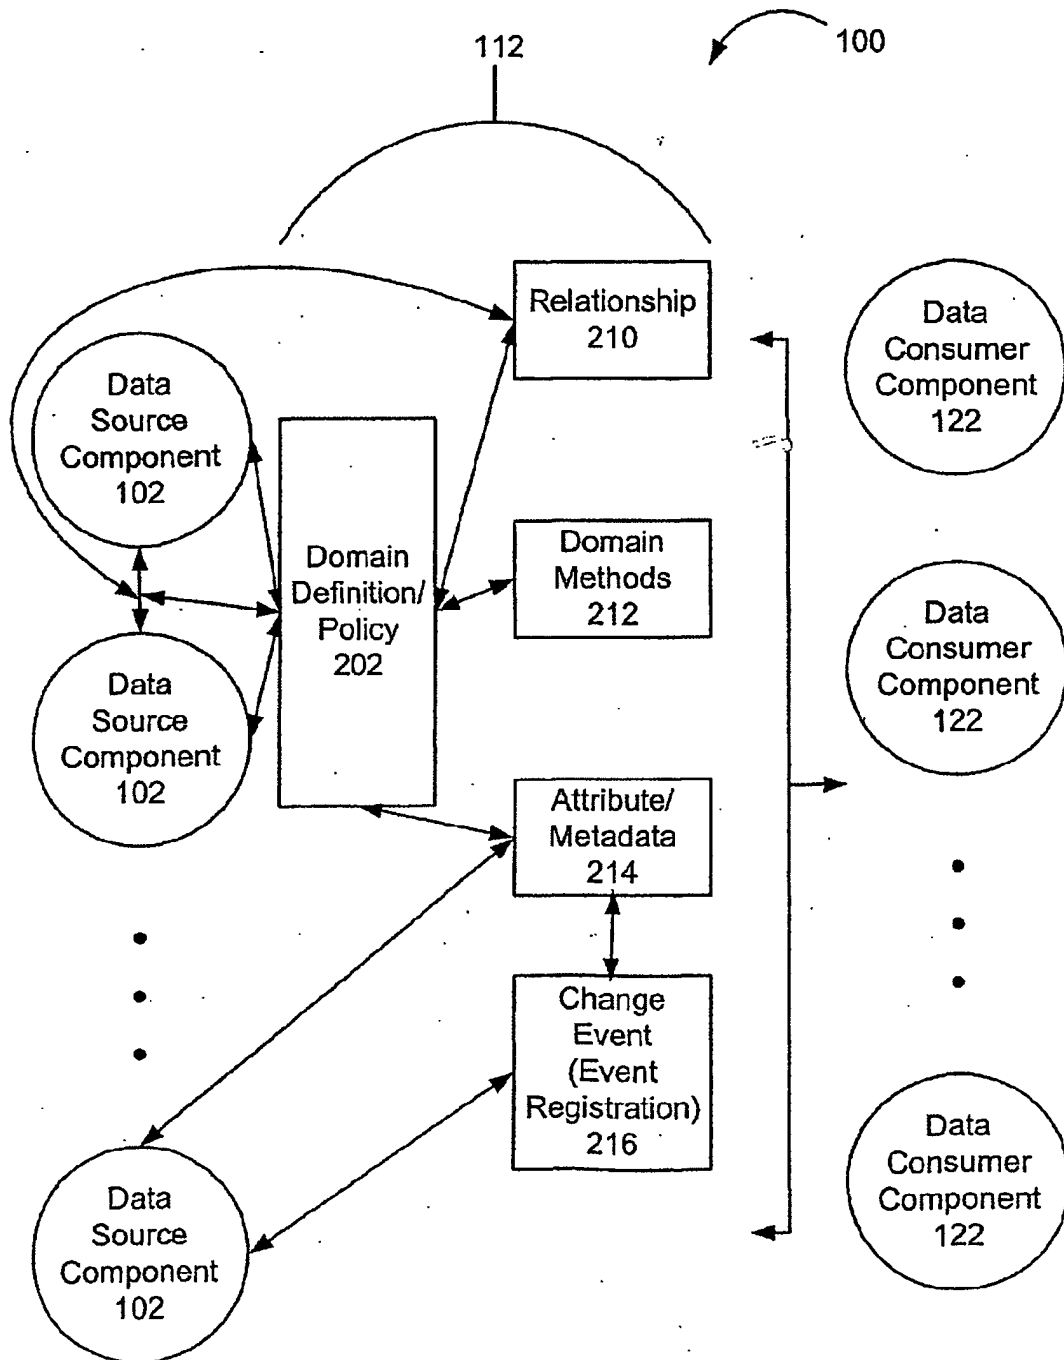 112
100
Relationship
210
Data
Source
Component
102
Data
Consumer
Component
122
Domain
Definition/
Policy
202
Domain
Methods
212
Data
Source
Component
102
Data
Consumer
Component
122
Attribute/
Metadata
214
Change
Event
(Event
Registration)
216
Data
Source
Component
102
Data
Consumer
Component
122